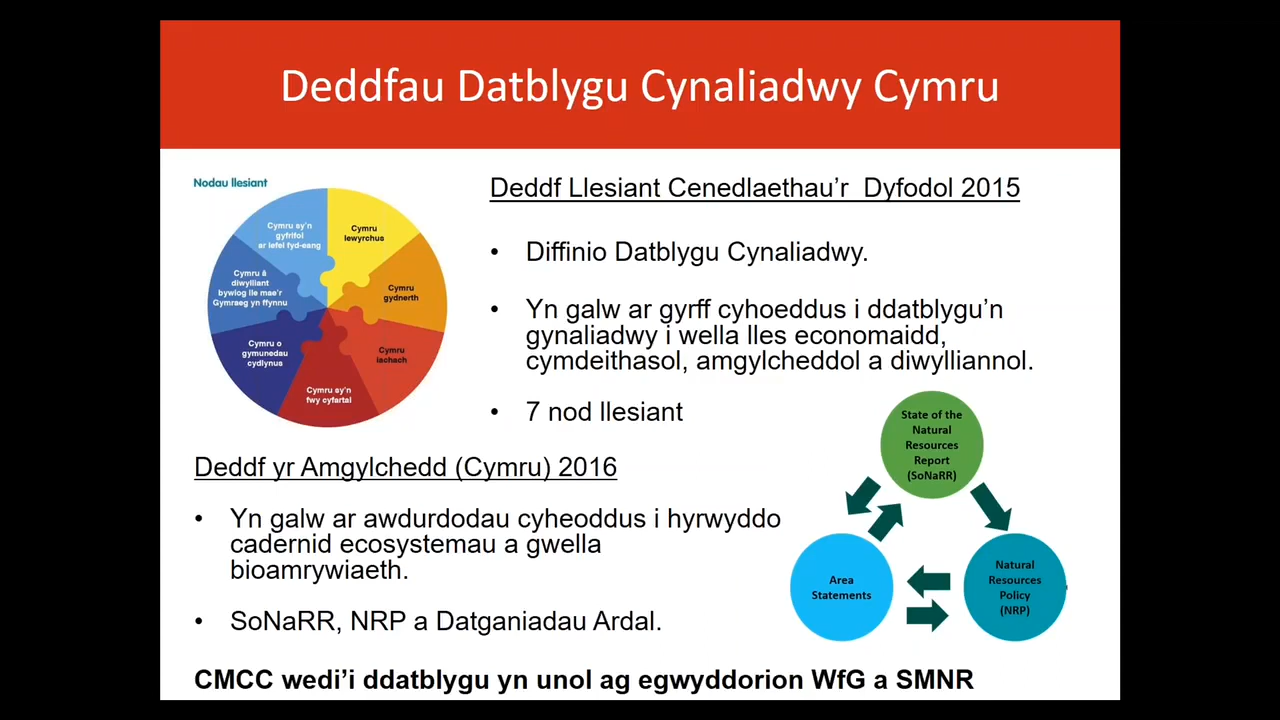 Deddfau Datblygu Cynaliadwy Cymru
Nodau llesiant
Cymru sy'n
gyfrifol
ar lefel fyd-eang
Cymru
lewyrchus
Cymru â
diwylliant
bywiog lle mae'r
Gymraeg yn ffynnu
Cymru
gydnerth
Cymru o
gymunedau
cydlynus
Cymru
iachach
Cymru sy'n
fwy cyfartal
Deddf Llesiant Cenedlaethau'r Dyfodol 2015
• Diffinio Datblygu Cynaliadwy.
• Yn galw ar gyrff cyhoeddus i ddatblygu'n
gynaliadwy i wella lles economaidd,
cymdeithasol, amgylcheddol a diwylliannol.
• 7 nod llesiant
Deddf yr Amgylchedd (Cymru) 2016
• Yn galw ar awdurdodau cyheoddus i hyrwyddo
cadernid ecosystemau a gwella
bioamrywiaeth.
• SoNaRR, NRP a Datganiadau Ardal.
State of the
Natural
Resources
Report
(SoNaRR)
Area
Statements
Natural
Resources
Policy
(NRP)
CMCC wedi'i ddatblygu yn unol ag egwyddorion WfG a SMNR